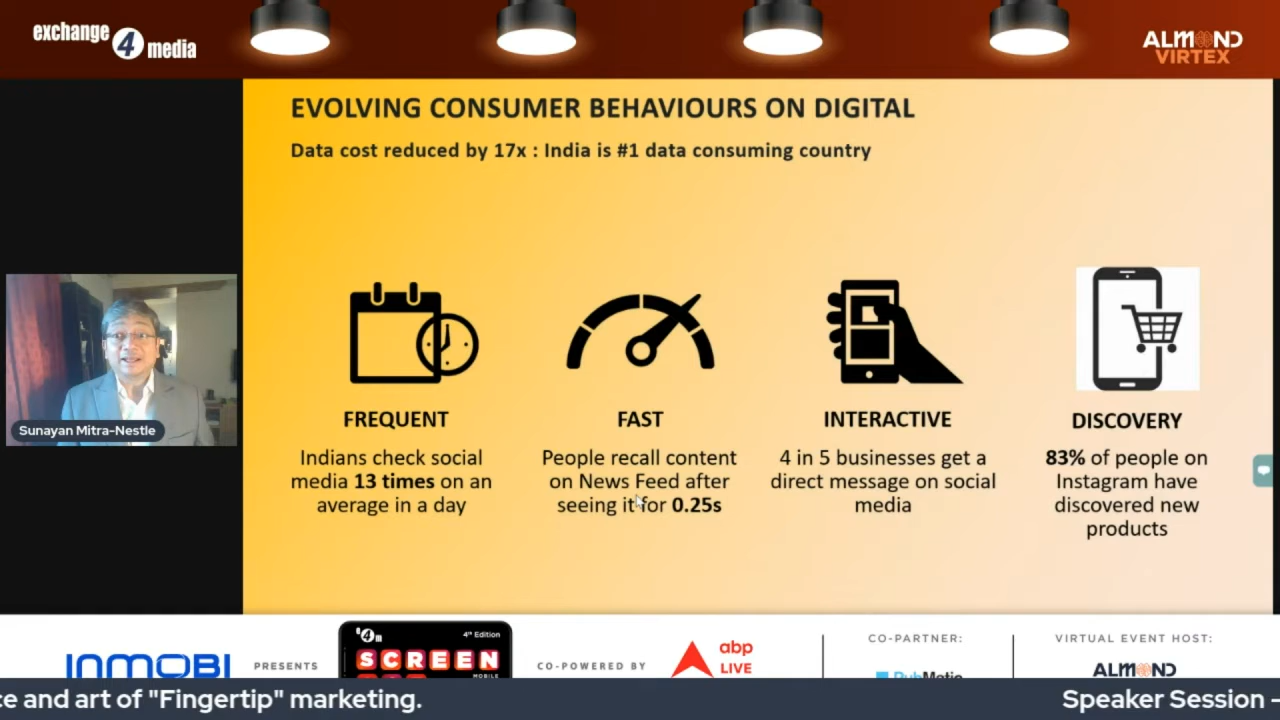 exchange
4
media
ALMOND
VIRTEX
EVOLVING CONSUMER BEHAVIOURS ON DIGITAL
Data cost reduced by 17x : India is #1 data consuming country
Sunayan Mitra-Nestle
FREQUENT
Indians check social
media 13 times on an
average in a day
FAST
People recall content
on News Feed after
seeing it for 0.25s
INTERACTIVE
4 in 5 businesses get a
direct message on social
media
DISCOVERY
83% of people on
Instagram have
discovered new
products
INMOBI
PRESENTS
e4m
4th Edition
SCREEN
MOBILE
CO-POWERED BY
abp
LIVE
CO-PARTNER:
PubMatic
VIRTUAL EVENT HOST:
ALMOND
ce and art of "Fingertip" marketing.
Speaker Session -